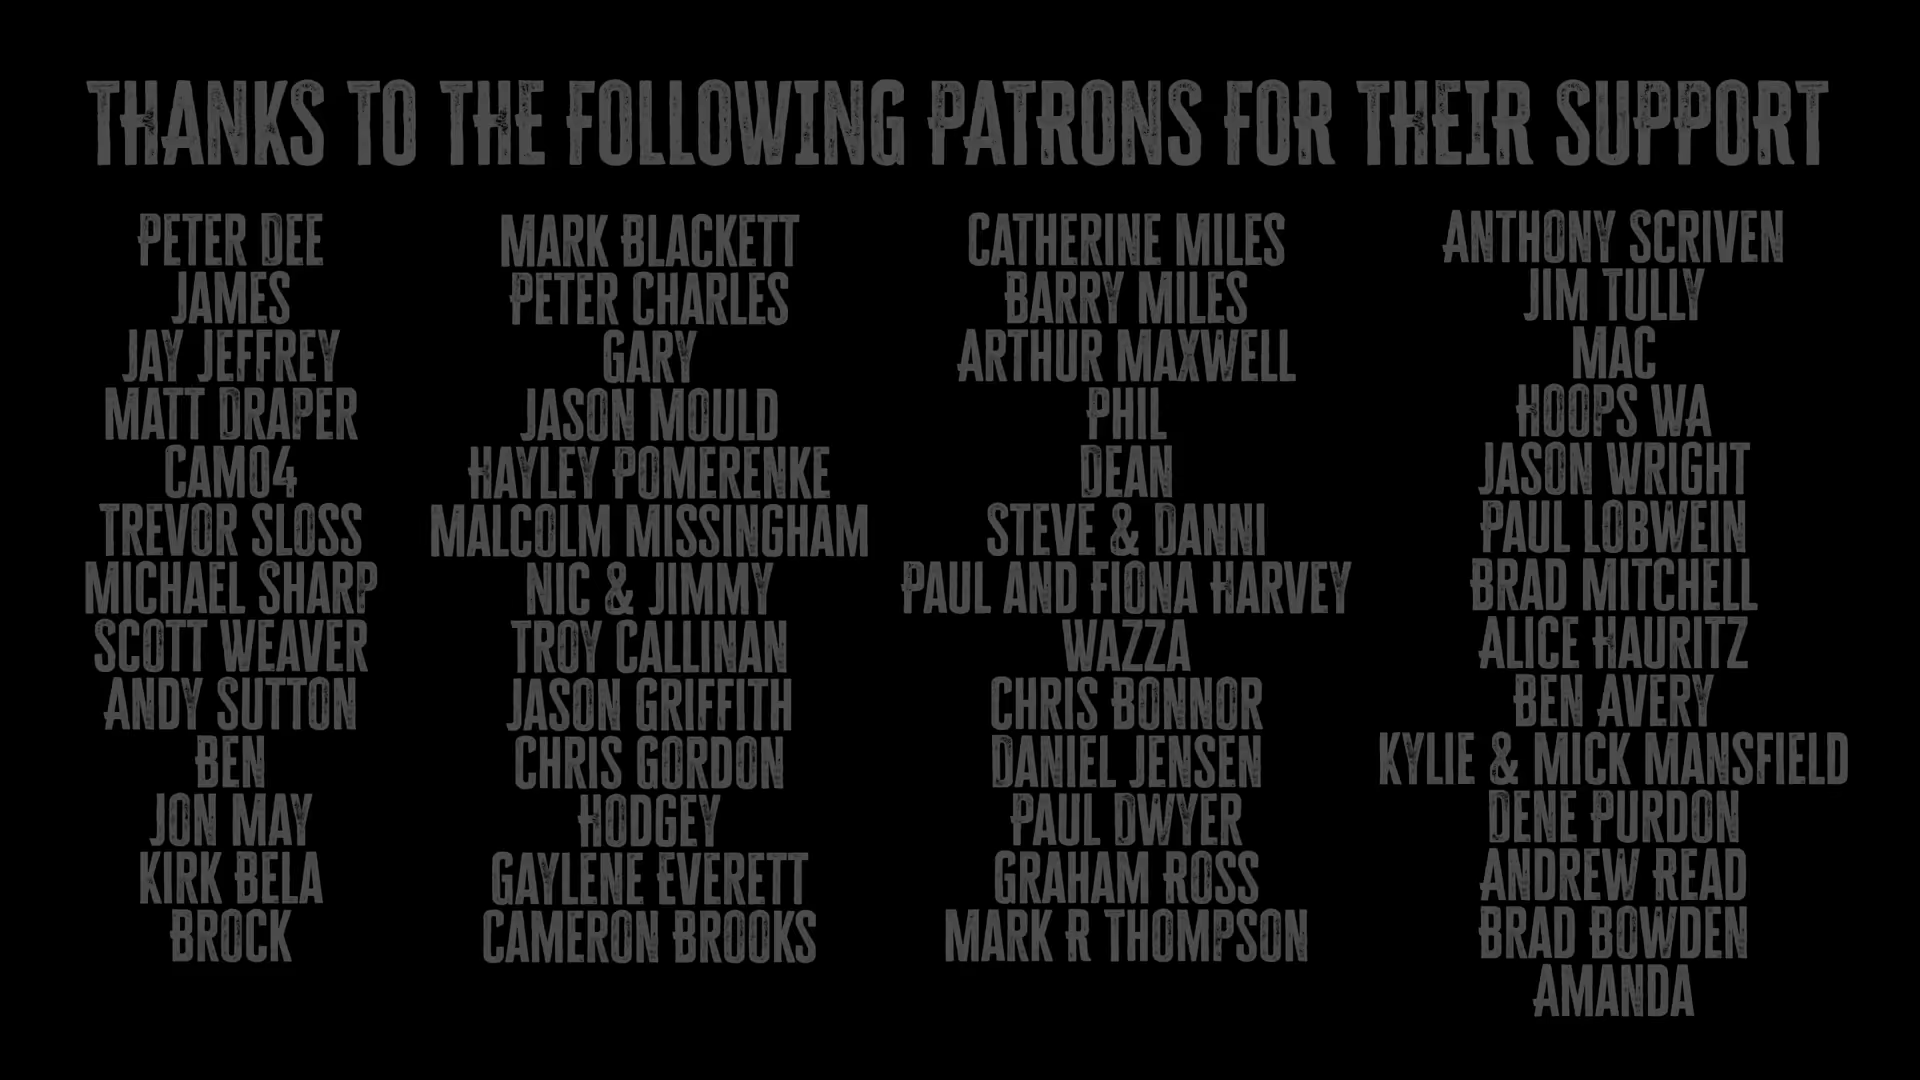 THANKS TO THE FOLLOWING PATRONS FOR THEIR SUPPORT
PETER DEE
JAMES
JAY JEFFREY
MATT DRAPER
CAM04
TREVOR SLOSS
MICHAEL SHARP
SCOTT WEAVER
ANDY SUTTON
BEN
JON MAY
KIRK BELA
BROCK
MARK BLACKETT
PETER CHARLES
GARY
JASON MOULD
HAYLEY POMERENKE
MALCOLM MISSINGHAM
NIC & JIMMY
TROY CALLINAN
JASON GRIFFITH
CHRIS GORDON
HODGEY
GAYLENE EVERETT
CAMERON BROOKS
CATHERINE MILES
BARRY MILES
ARTHUR MAXWELL
PHIL
DEAN
STEVE & DANNI
PAUL AND FIONA HARVEY
WAZZA
CHRIS BONNOR
DANIEL JENSEN
PAUL DWYER
GRAHAM ROSS
MARK R THOMPSON
ANTHONY SCRIVEN
JIM TULLY
MAC
HOOPS WA
JASON WRIGHT
PAUL LOBWEIN
BRAD MITCHELL
ALICE HAURITZ
BEN AVERY
KYLIE & MICK MANSFIELD
DENE PURDON
ANDREW READ
BRAD BOWDEN
AMANDA